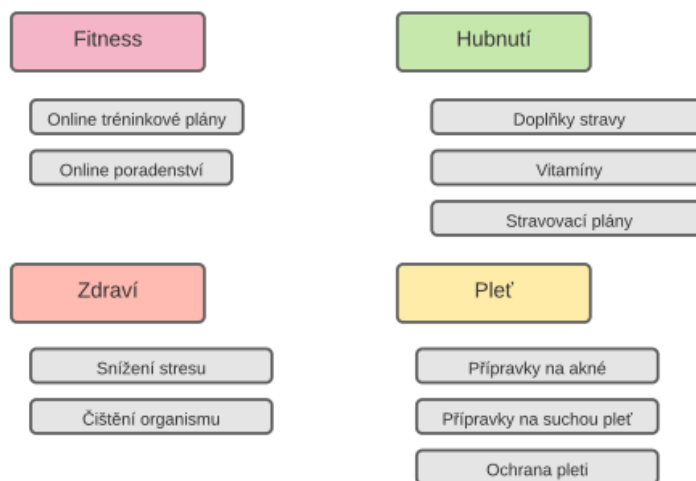 Fitness
Online tréninkové plány
Online poradenství
Hubnutí
Doplňky stravy
Vitamíny
Stravovací plány
Zdraví
Snížení stresu
Čištění organismu
Pleť
Přípravky na akné
Přípravky na suchou pleť
Ochrana pleti